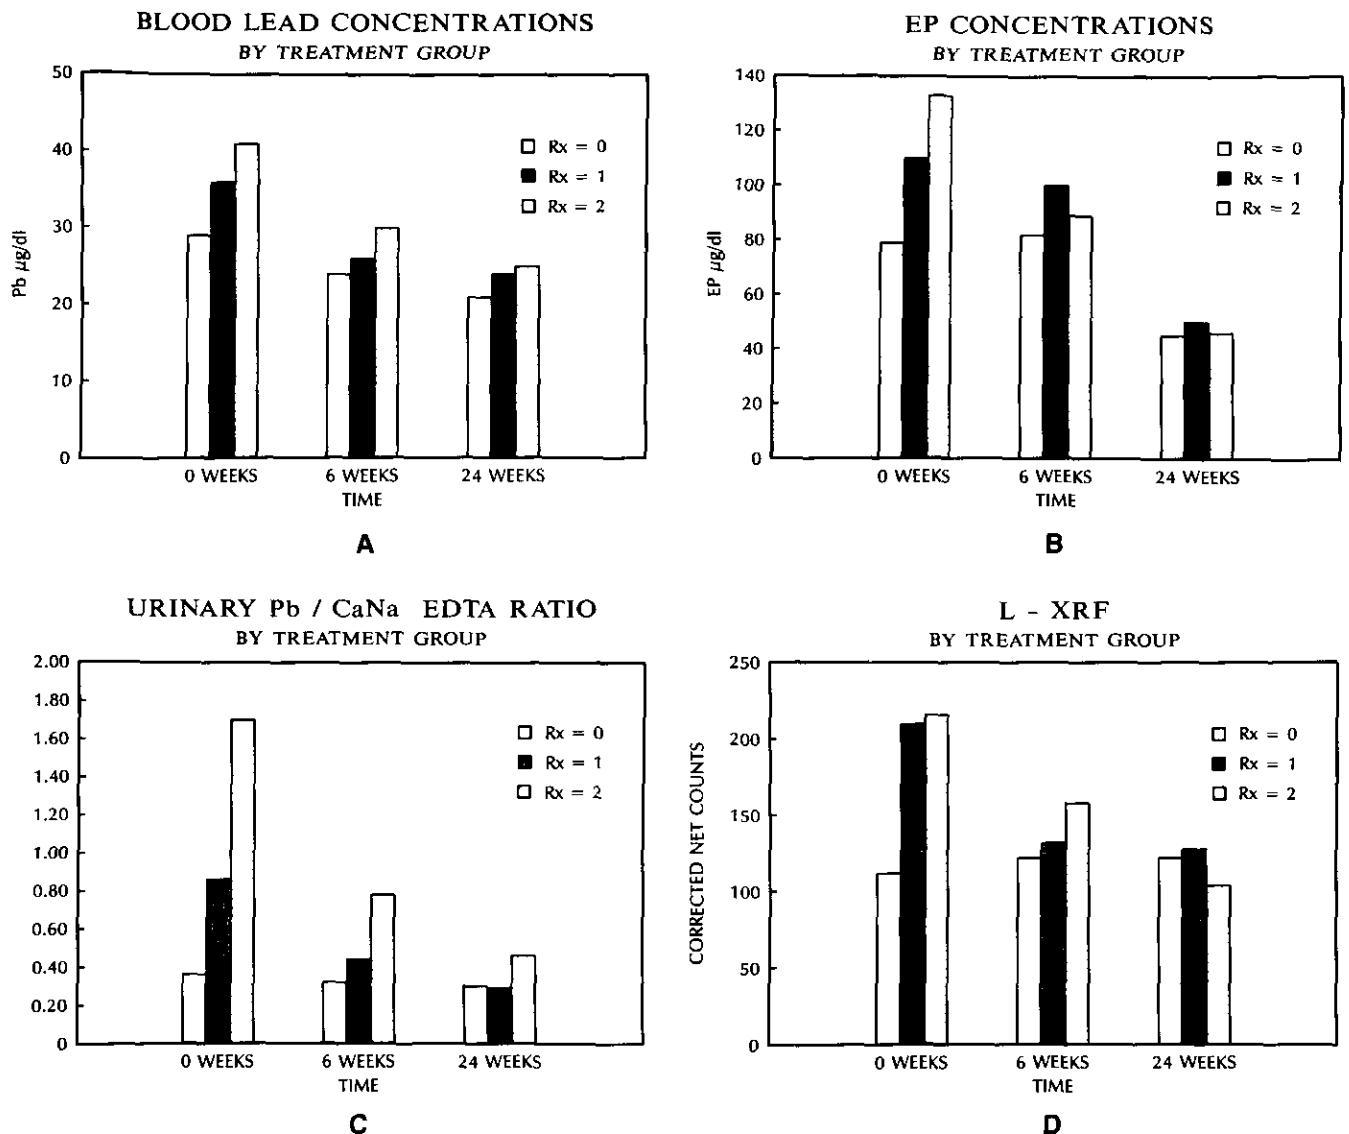 BLOOD LEAD CONCENTRATIONS
BY TREATMENT GROUP
50
40
30
20
10
0
Pb µg/dl
Rx = 0
Rx = 1
Rx = 2
0 WEEKS
6 WEEKS
24 WEEKS
TIME
A
EP CONCENTRATIONS
BY TREATMENT GROUP
140
120
100
80
60
40
20
0
EP µg/dl
Rx = 0
Rx = 1
Rx = 2
0 WEEKS
6 WEEKS
24 WEEKS
TIME
B
URINARY Pb / CaNa EDTA RATIO
BY TREATMENT GROUP
2.00
1.80
1.60
1.40
1.20
1.00
0.80
0.60
0.40
0.20
0
Rx = 0
Rx = 1
Rx = 2
0 WEEKS
6 WEEKS
24 WEEKS
TIME
C
L - XRF
BY TREATMENT GROUP
250
200
150
100
50
0
CORRECTED NET COUNTS
Rx = 0
Rx = 1
Rx = 2
0 WEEKS
6 WEEKS
24 WEEKS
TIME
D